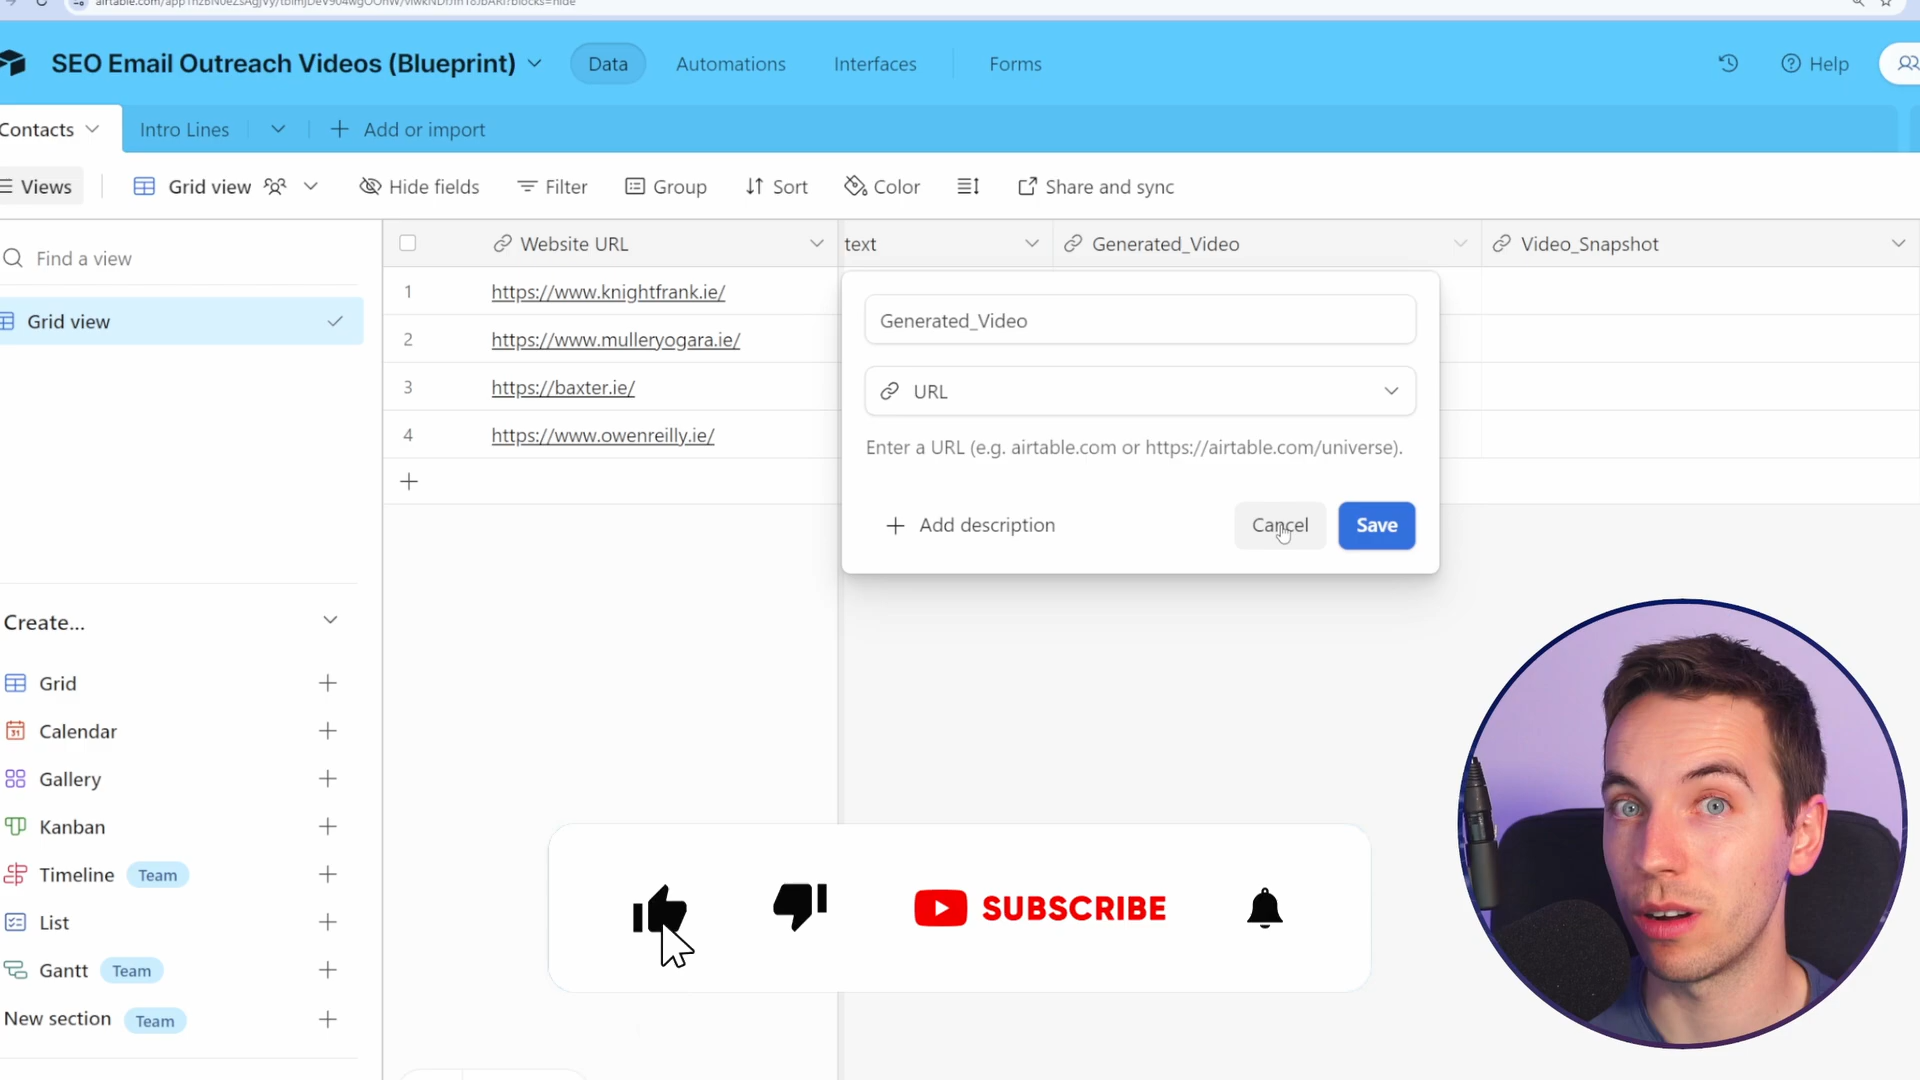 SEO Email Outreach Videos (Blueprint)
Data
Automations
Interfaces
Forms
Help
Contacts
Intro Lines
Add or import
Views
Grid view
Hide fields
Filter
Group
Sort
Color
Share and sync
Find a view
Grid view
Website URL
text
Generated_Video
Video_Snapshot
1
https://www.knightfrank.ie/
2
https://www.mulleryogara.ie/
3
https://baxter.ie/
4
https://www.owenreilly.ie/
Generated_Video
URL
Enter a URL (e.g. airtable.com or https://airtable.com/universe).
Add description
Cancel
Save
Create...
Grid
Calendar
Gallery
Kanban
Timeline
Team
List
Gantt
Team
New section
Team
SUBSCRIBE